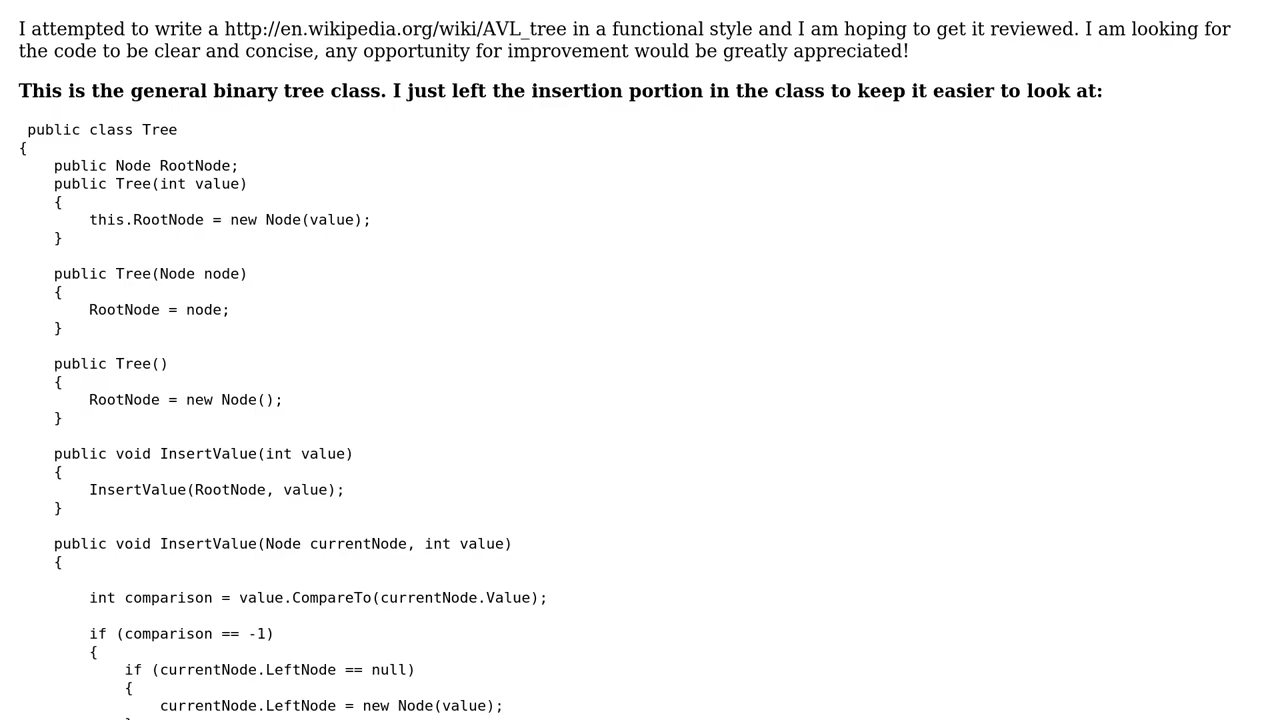 I attempted to write a http://en.wikipedia.org/wiki/AVL_tree in a functional style and I am hoping to get it reviewed. I am looking for
the code to be clear and concise, any opportunity for improvement would be greatly appreciated!
This is the general binary tree class. I just left the insertion portion in the class to keep it easier to look at:
 public class Tree
{
    public Node RootNode;
    public Tree(int value)
    {
        this.RootNode = new Node(value);
    }

    public Tree(Node node)
    {
        RootNode = node;
    }

    public Tree()
    {
        RootNode = new Node();
    }

    public void InsertValue(int value)
    {
        InsertValue(RootNode, value);
    }

    public void InsertValue(Node currentNode, int value)
    {

        int comparison = value.CompareTo(currentNode.Value);

        if (comparison == -1)
        {
            if (currentNode.LeftNode == null)
            {
                currentNode.LeftNode = new Node(value);